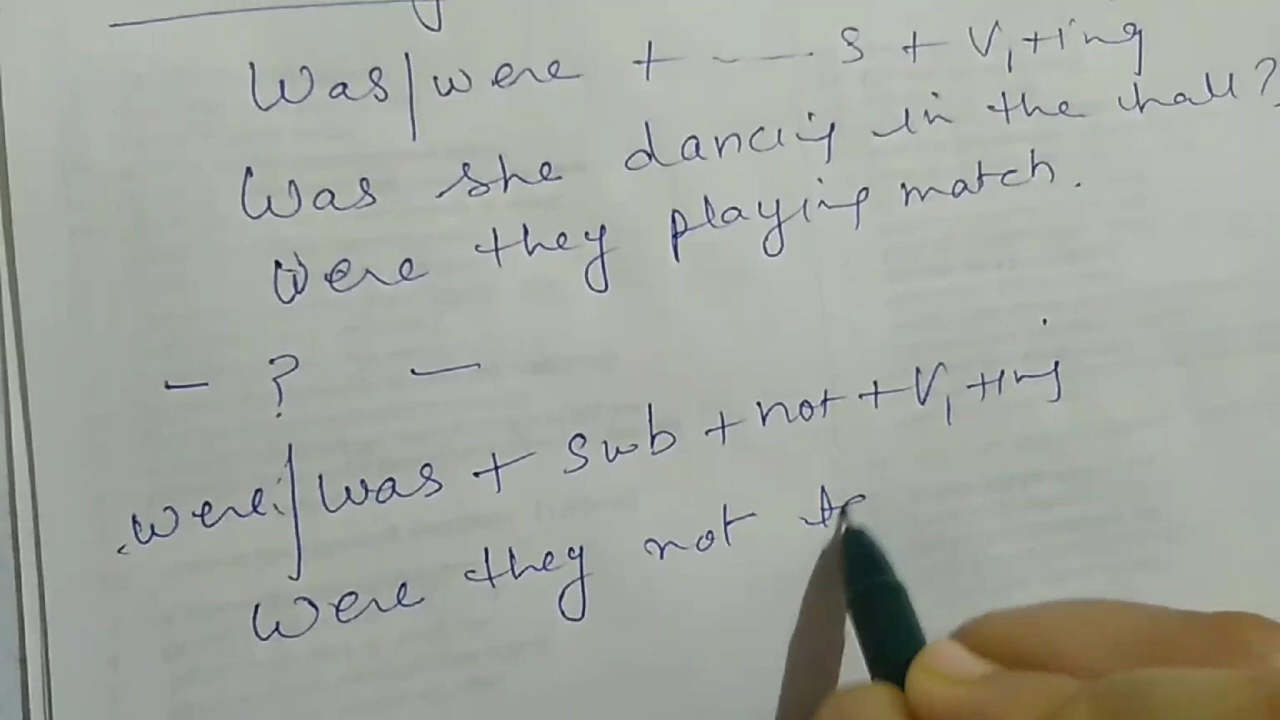 Was/were + ----- S + V1+ing
Was she dancing in the hall?
Were they playing match.
- ? -
were/was + sub + not + V1+ing
Were they not